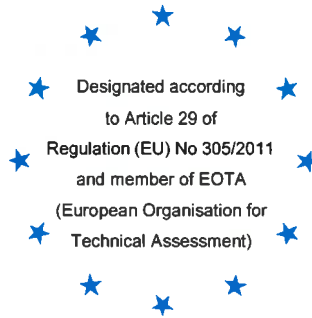 Designated according
to Article 29 of
Regulation (EU) No 305/2011
and member of EOTA
(European Organisation for
Technical Assessment)